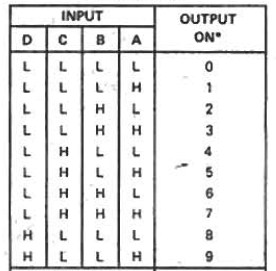 INPUT OUTPUT
D C B A ON*
L L L L 0
L L L H 1
L L H L 2
L L H H 3
L H L L 4
L H L H 5
L H H L 6
L H H H 7
H L L L 8
H L L H 9